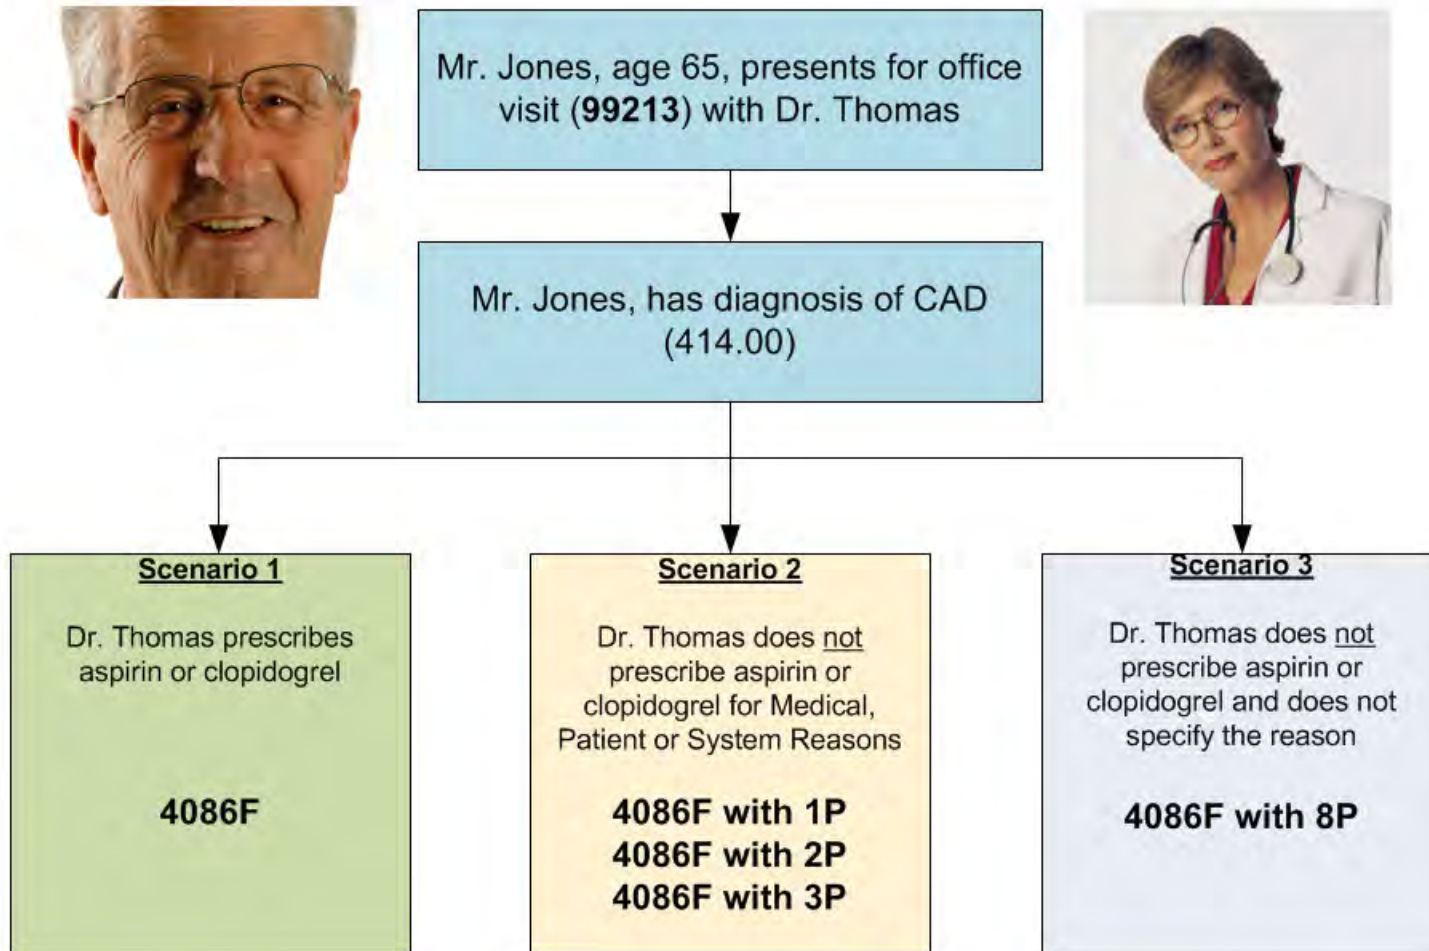 Mr. Jones, age 65, presents for office
visit (99213) with Dr. Thomas
Mr. Jones, has diagnosis of CAD
(414.00)
Scenario 1
Dr. Thomas prescribes
aspirin or clopidogrel
4086F
Scenario 2
Dr. Thomas does not
prescribe aspirin or
clopidogrel for Medical,
Patient or System Reasons
4086F with 1P
4086F with 2P
4086F with 3P
Scenario 3
Dr. Thomas does not
prescribe aspirin or
clopidogrel and does not
specify the reason
4086F with 8P